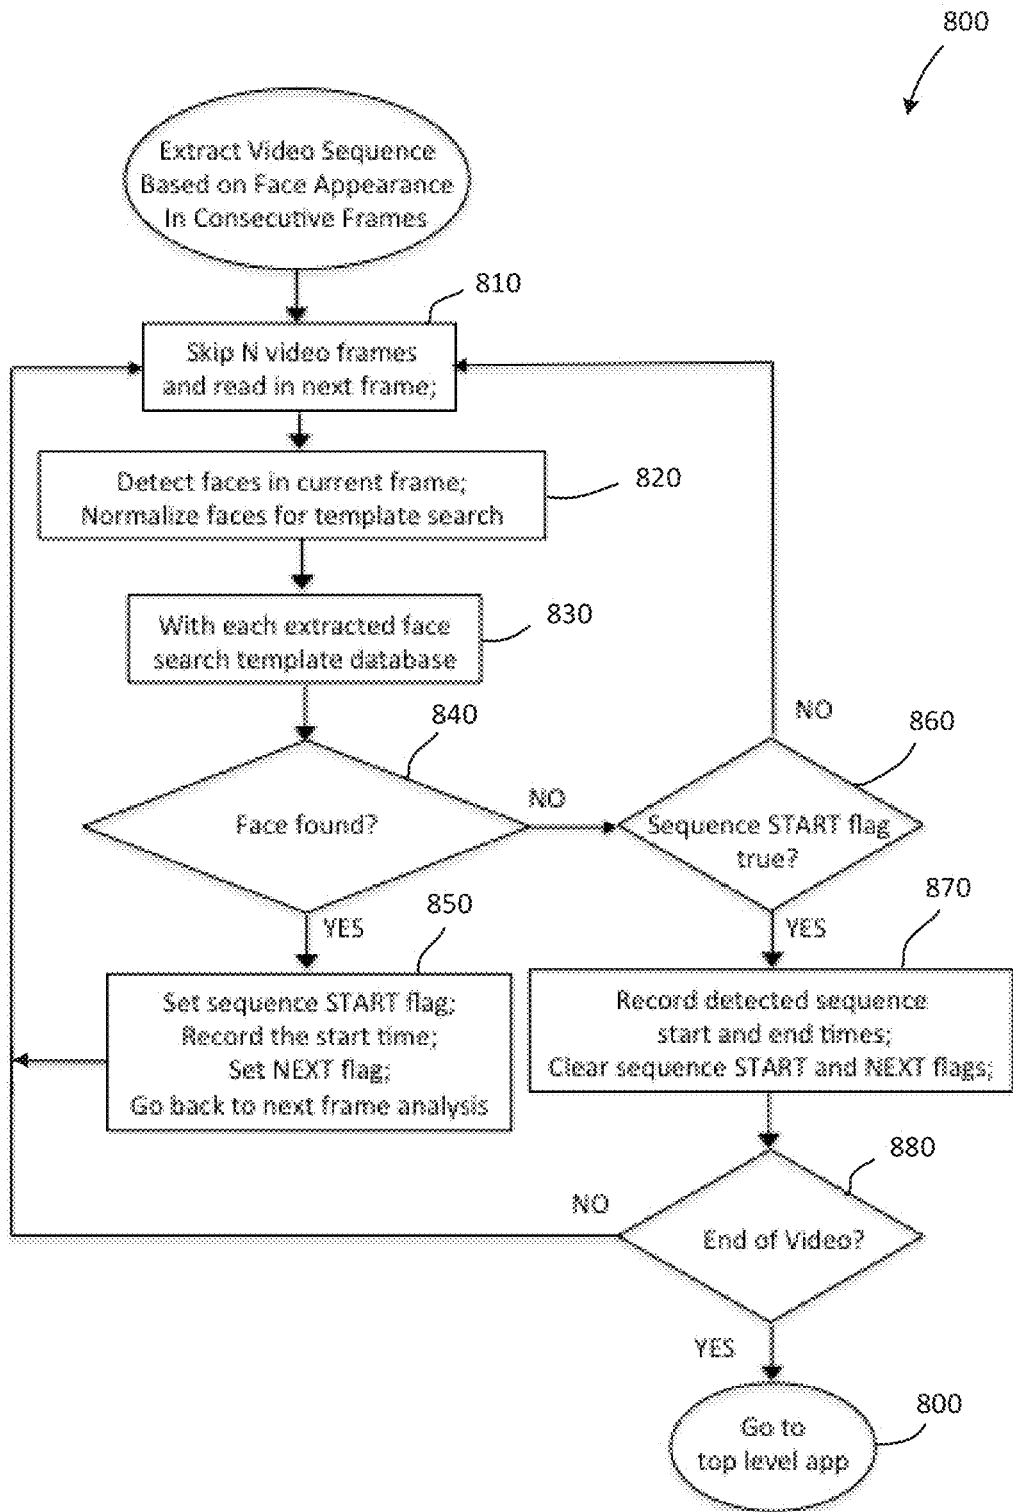 800
Extract Video Sequence
Based on Face Appearance
In Consecutive Frames
810
Skip N video frames
and read in next frame;
820
Detect faces in current frame;
Normalize faces for template search
830
With each extracted face
search template database
840
Face found?
NO
YES
850
Set sequence START flag;
Record the start time;
Set NEXT flag;
Go back to next frame analysis
NO
860
Sequence START flag
true?
YES
870
Record detected sequence
start and end times;
Clear sequence START and NEXT flags;
880
End of Video?
NO
YES
800
Go to
top level app